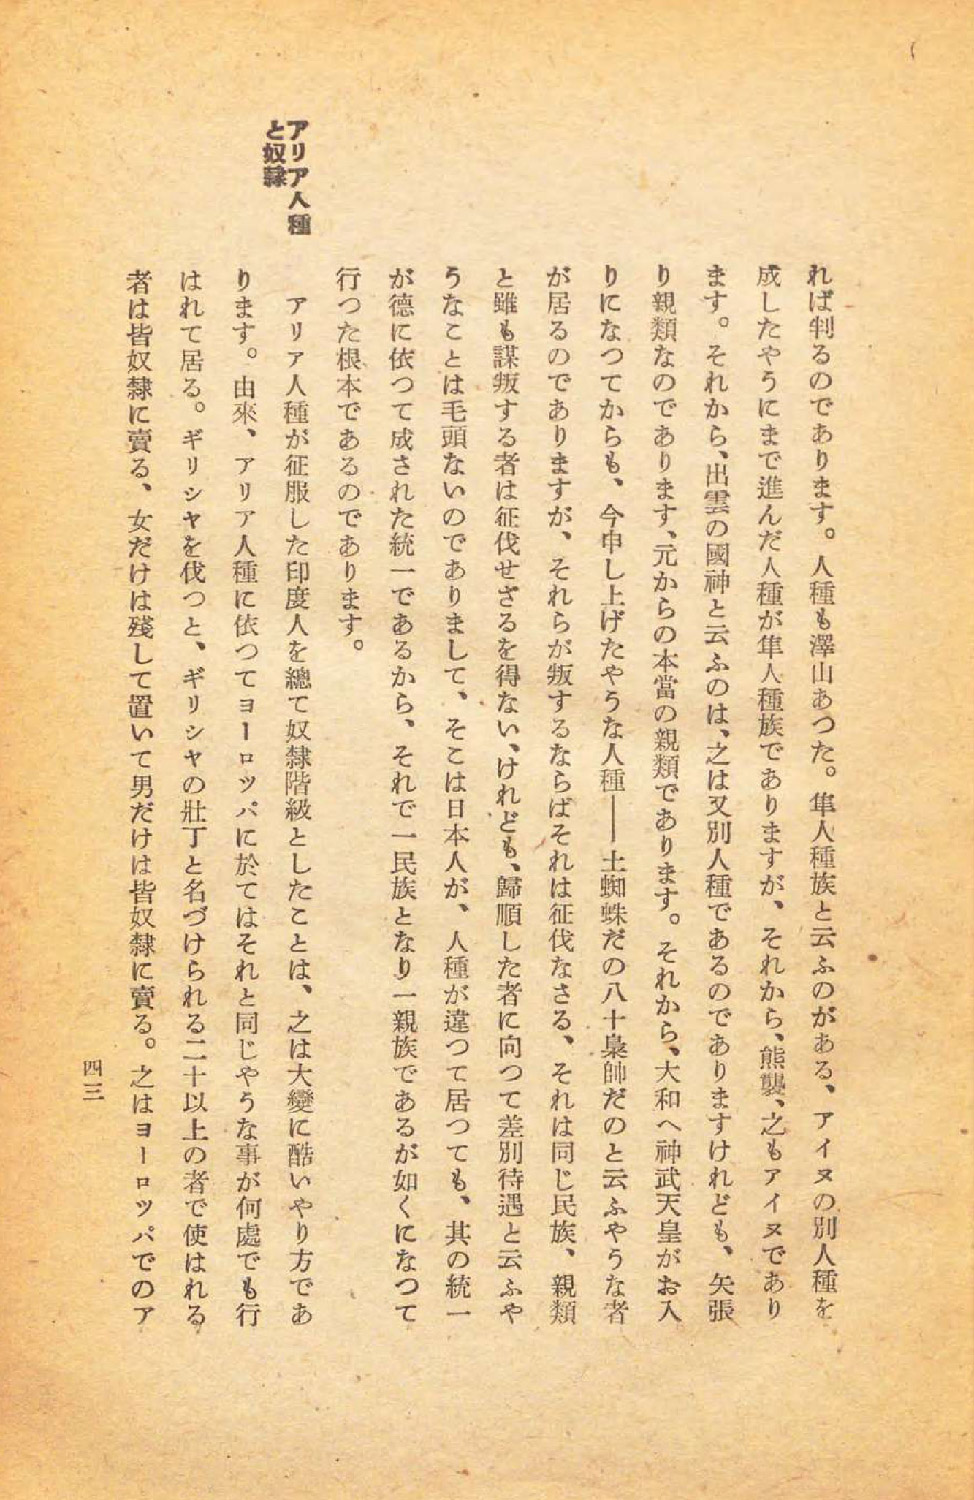 れば判るのであります。人種も澤山あつた。隼人種族と云ふのがある、アイヌの別人種を
成したやうにまで進んだ人種が隼人種族でありますが、それから、熊襲、之もアイヌであり
ます。それから、出雲の國神と云ふのは、之は又別人種であるのでありますけれども、矢張
り親類なのであります、元からの本當の親類であります。それから、大和へ神武天皇がお入
りになつてからも、今申し上げたやうな人種――土蜘蛛だの八十梟帥だのと云ふやうな者
が居るのでありますが、それらが叛するならばそれは征伐なさる、それは同じ民族、親類
と雖も謀叛する者は征伐せざるを得ない、けれども、歸順した者に向つて差別待遇と云ふや
うなことは毛頭ないのでありまして、そこは日本人が、人種が違つて居つても、其の統一
が德に依つて成された統一であるから、それで一民族となり一親族であるが如くになつて
行つた根本であるのであります。
アリア人種
と奴隷
アリア人種が征服した印度人を總て奴隷階級としたことは、之は大變に酷いやり方であ
ります。由來、アリア人種に依つてヨーロッパに於てはそれと同じやうな事が何處でも行
はれて居る。ギリシヤを伐つと、ギリシヤの壯丁と名づけられる二十以上の者で使はれる
者は皆奴隷に賣る、女だけは殘して置いて男だけは皆奴隷に賣る。之はヨーロッパでのア
四三